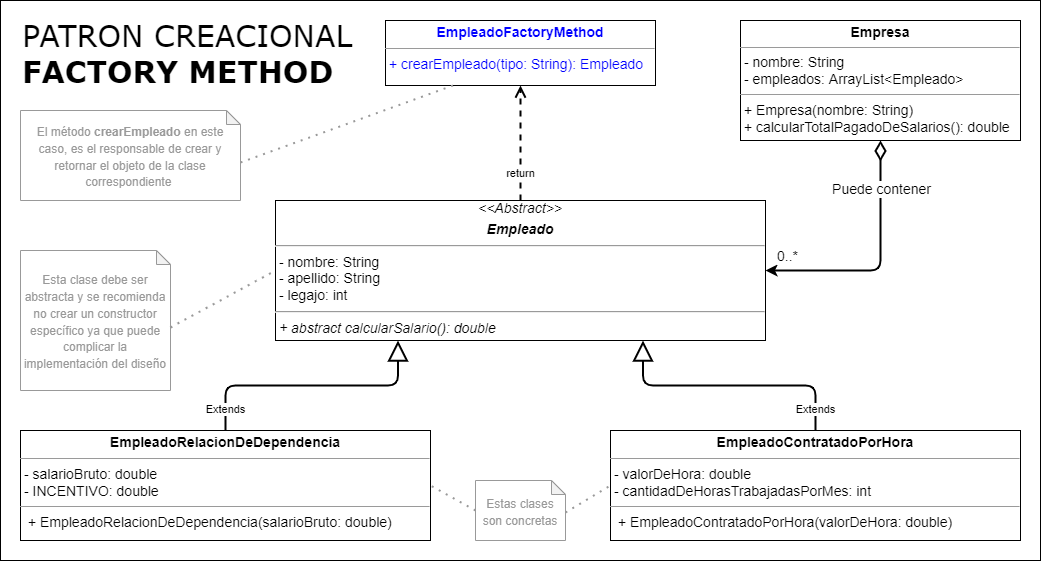 PATRON CREACIONAL
FACTORY METHOD
EmpleadoFactoryMethod
+ crearEmpleado(tipo: String): Empleado
Empresa
- nombre: String
- empleados: ArrayList<Empleado>
+ Empresa(nombre: String)
+ calcularTotalPagadoDeSalarios(): double
El método crearEmpleado en este
caso, es el responsable de crear y
retornar el objeto de la clase
correspondiente
return
Puede contener
0..*
<<Abstract>>
Empleado
- nombre: String
- apellido: String
- legajo: int
+ abstract calcularSalario(): double
Esta clase debe ser
abstracta y se recomienda
no crear un constructor
específico ya que puede
complicar la
implementación del diseño
Extends
Extends
EmpleadoRelacionDeDependencia
- salarioBruto: double
- INCENTIVO: double
+ EmpleadoRelacionDeDependencia(salarioBruto: double)
Estas clases
son concretas
EmpleadoContratadoPorHora
- valorDeHora: double
- cantidadDeHorasTrabajadasPorMes: int
+ EmpleadoContratadoPorHora(valorDeHora: double)